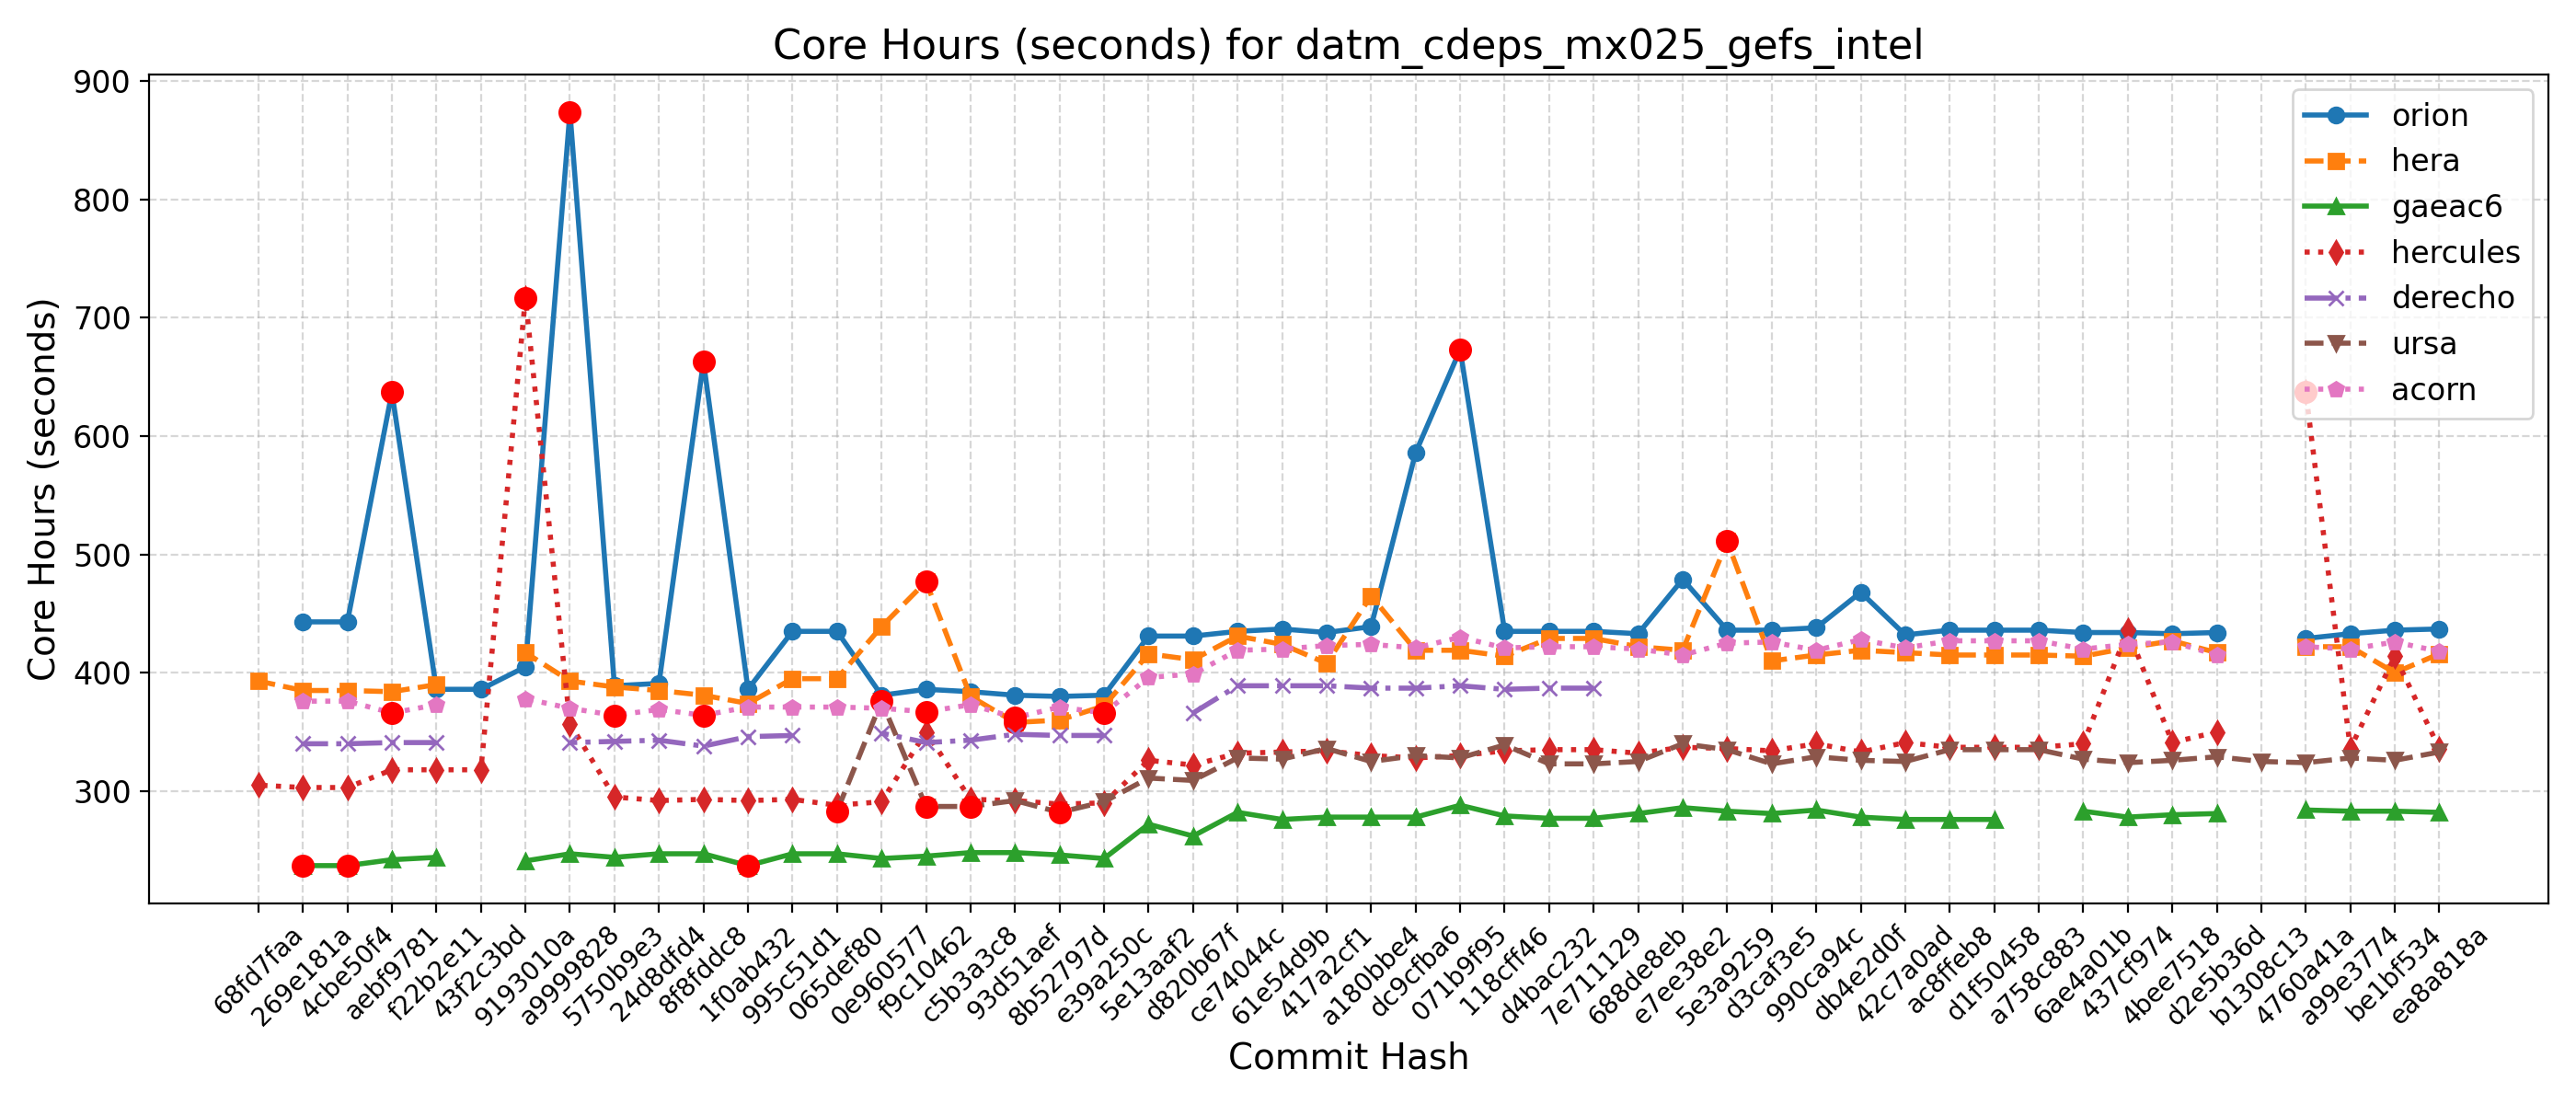 Core Hours (seconds) for datm_cdeps_mx025_gefs_intel
Core Hours (seconds)
900
800
700
600
500
400
300
orion
hera
gaeac6
hercules
derecho
ursa
acorn
68fd7faa
269e181a
4cbe50f4
aebf9781
f22b2e11
43f2c3bd
9193010a
a9999828
5750b9e3
24d8dfd4
8f8fddc8
1f0ab432
995c51d1
065def80
0e960577
f9c10462
c5b3a3c8
93d51aef
8b52797d
e39a250c
5e13aaf2
d820b67f
ce74044c
61e54d9b
417a2cf1
a180bbe4
dc9cfba6
071b9f95
118cff46
d4bac232
7e711129
688de8eb
e7ee38e2
5e3a9259
d3caf3e5
990ca94c
db4e2d0f
42c7a0ad
ac8ffeb8
d1f50458
a758c883
6ae4a01b
437cf974
4bee7518
d2e5b36d
b1308c13
4760a41a
a99e3774
be1bf534
ea8a818a
Commit Hash